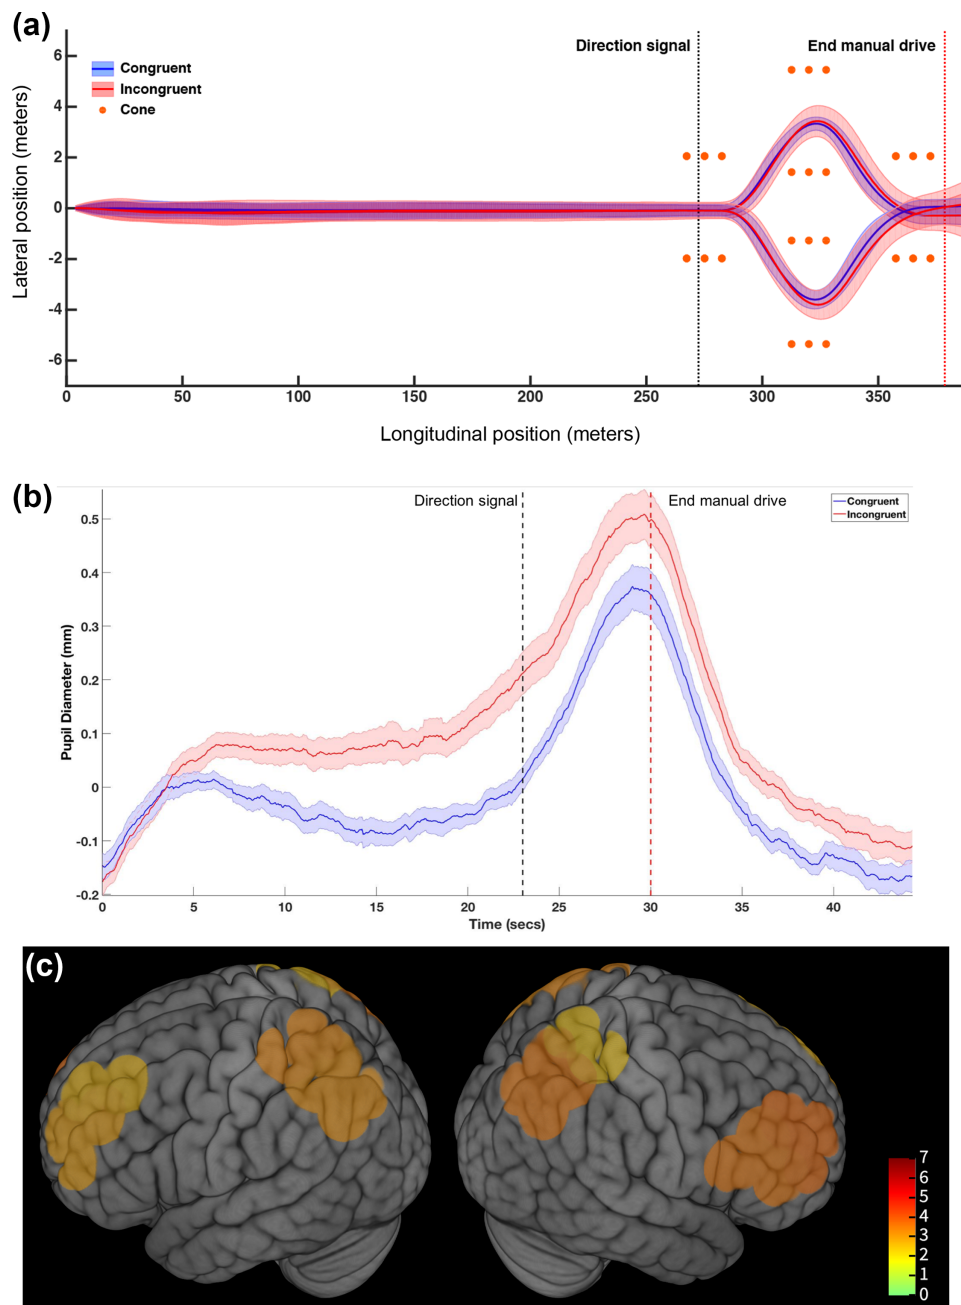 (a)
Direction signal
End manual drive
Congruent
Incongruent
Cone
Lateral position (meters)
6
4
2
0
-2
-4
-6
0
50
100
150
200
250
300
350
Longitudinal position (meters)
(b)
Direction signal
End manual drive
Congruent
Incongruent
Pupil Diameter (mm)
0.5
0.4
0.3
0.2
0.1
0
-0.1
-0.2
0
5
10
15
20
25
30
35
40
Time (secs)
(c)
7
6
5
4
3
2
1
0